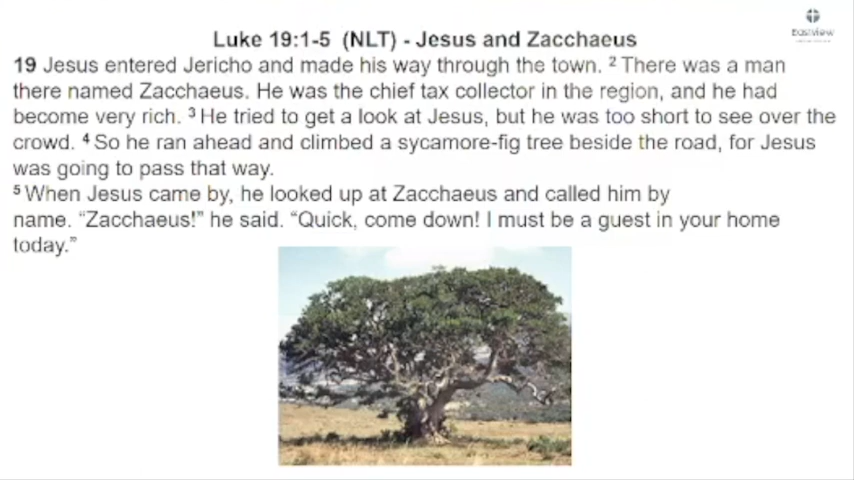 Eastview
Luke 19:1-5 (NLT) - Jesus and Zacchaeus
19 Jesus entered Jericho and made his way through the town. ² There was a man
there named Zacchaeus. He was the chief tax collector in the region, and he had
become very rich. ³ He tried to get a look at Jesus, but he was too short to see over the
crowd. ⁴ So he ran ahead and climbed a sycamore-fig tree beside the road, for Jesus
was going to pass that way.
⁵ When Jesus came by, he looked up at Zacchaeus and called him by
name. “Zacchaeus!” he said. “Quick, come down! I must be a guest in your home
today.”